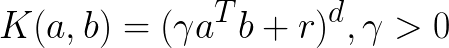 K(a, b) = (γa^T b + r)^d, γ > 0